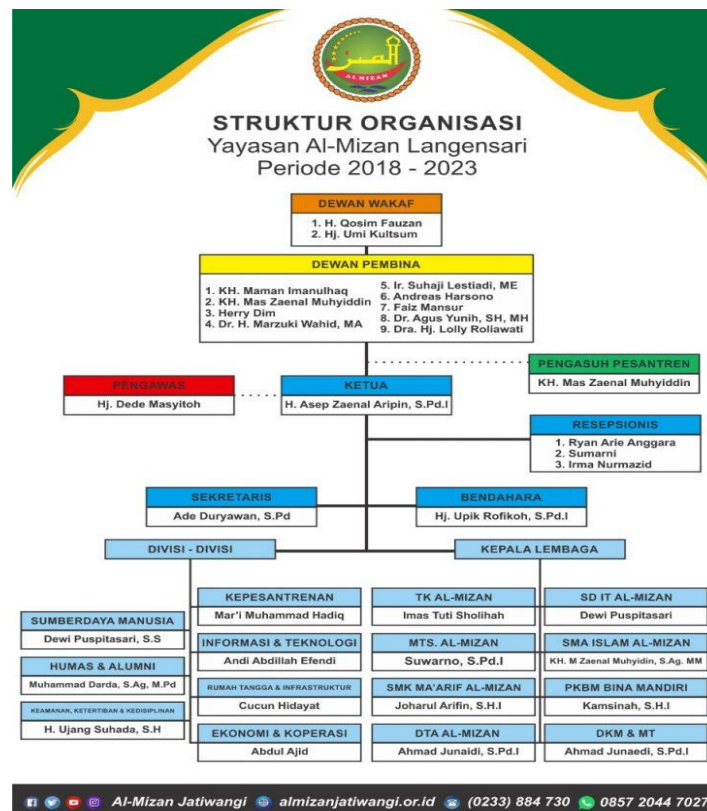 المیزان
AL MIZAN
STRUKTUR ORGANISASI
Yayasan Al-Mizan Langensari
Periode 2018 - 2023
DEWAN WAKAF
1. H. Qosim Fauzan
2. Hj. Umi Kultsum
DEWAN PEMBINA
1. KH. Maman Imanulhaq
2. KH. Mas Zaenal Muhyiddin
3. Herry Dim
4. Dr. H. Marzuki Wahid, MA
5. Ir. Suhaji Lestiadi, ME
6. Andreas Harsono
7. Faiz Mansur
8. Dr. Agus Yunih, SH, MH
9. Dra. Hj. Lolly Roliawati
PENGASUH PESANTREN
KH. Mas Zaenal Muhyiddin
PENGAWAS
Hj. Dede Masyitoh
KETUA
H. Asep Zaenal Aripin, S.Pd.I
RESEPSIONIS
1. Ryan Arie Anggara
2. Sumarni
3. Irma Nurmazid
SEKRETARIS
Ade Duryawan, S.Pd
BENDAHARA
Hj. Upik Rofikoh, S.Pd.I
DIVISI - DIVISI
SUMBERDAYA MANUSIA
Dewi Puspitasari, S.S
HUMAS & ALUMNI
Muhammad Darda, S.Ag, M.Pd
KEAMANAN, KETERTIBAN & KEDISIPLINAN
H. Ujang Suhada, S.H
KEPESANTRENAN
Mar'i Muhammad Hadiq
INFORMASI & TEKNOLOGI
Andi Abdillah Efendi
RUMAH TANGGA & INFRASTRUKTUR
Cucun Hidayat
EKONOMI & KOPERASI
Abdul Ajid
KEPALA LEMBAGA
TK AL-MIZAN
Imas Tuti Sholihah
MTS. AL-MIZAN
Suwarno, S.Pd.I
SMK MA'ARIF AL-MIZAN
Joharul Arifin, S.H.I
DTA AL-MIZAN
Ahmad Junaidi, S.Pd.I
SD IT AL-MIZAN
Dewi Puspitasari
SMA ISLAM AL-MIZAN
KH. M Zaenal Muhyidin, S.Ag. MM
PKBM BINA MANDIRI
Kamsinah, S.H.I
DKM & MT
Ahmad Junaedi, S.Pd.I
Al-Mizan Jatiwangi almizanjatiwangi.or.id (0233) 884 730 0857 2044 7027